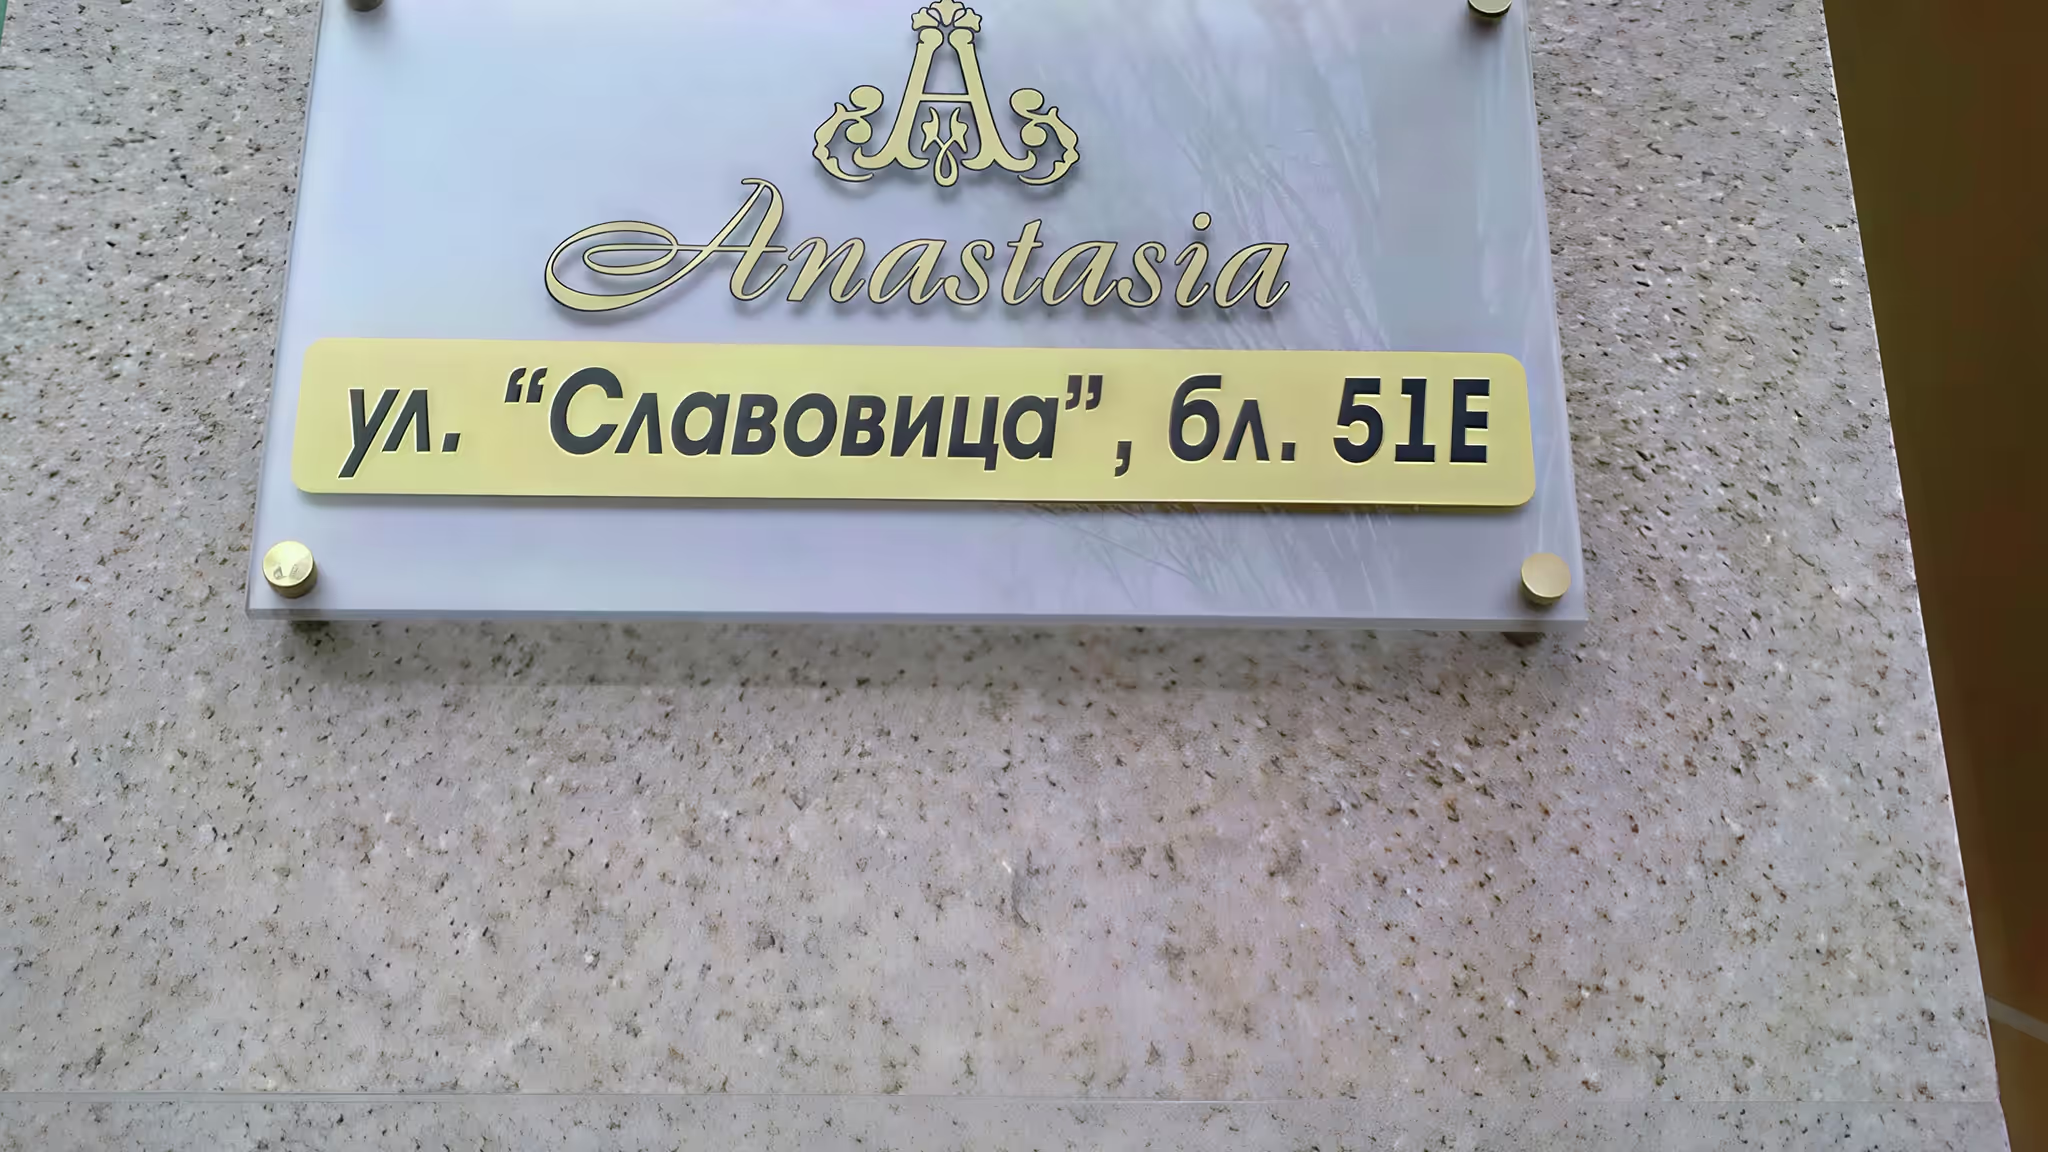 A
Anastasia
ул. “Славовица”, бл. 51Е